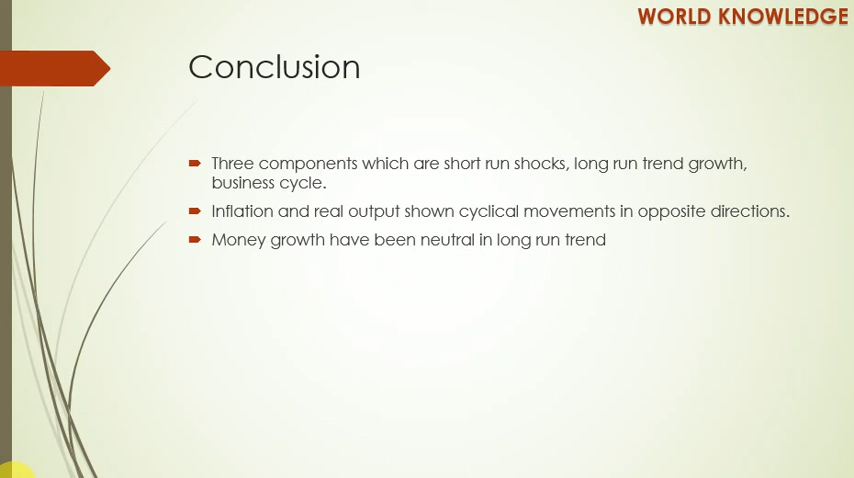 WORLD KNOWLEDGE
Conclusion
Three components which are short run shocks, long run trend growth,
business cycle.
Inflation and real output shown cyclical movements in opposite directions.
Money growth have been neutral in long run trend